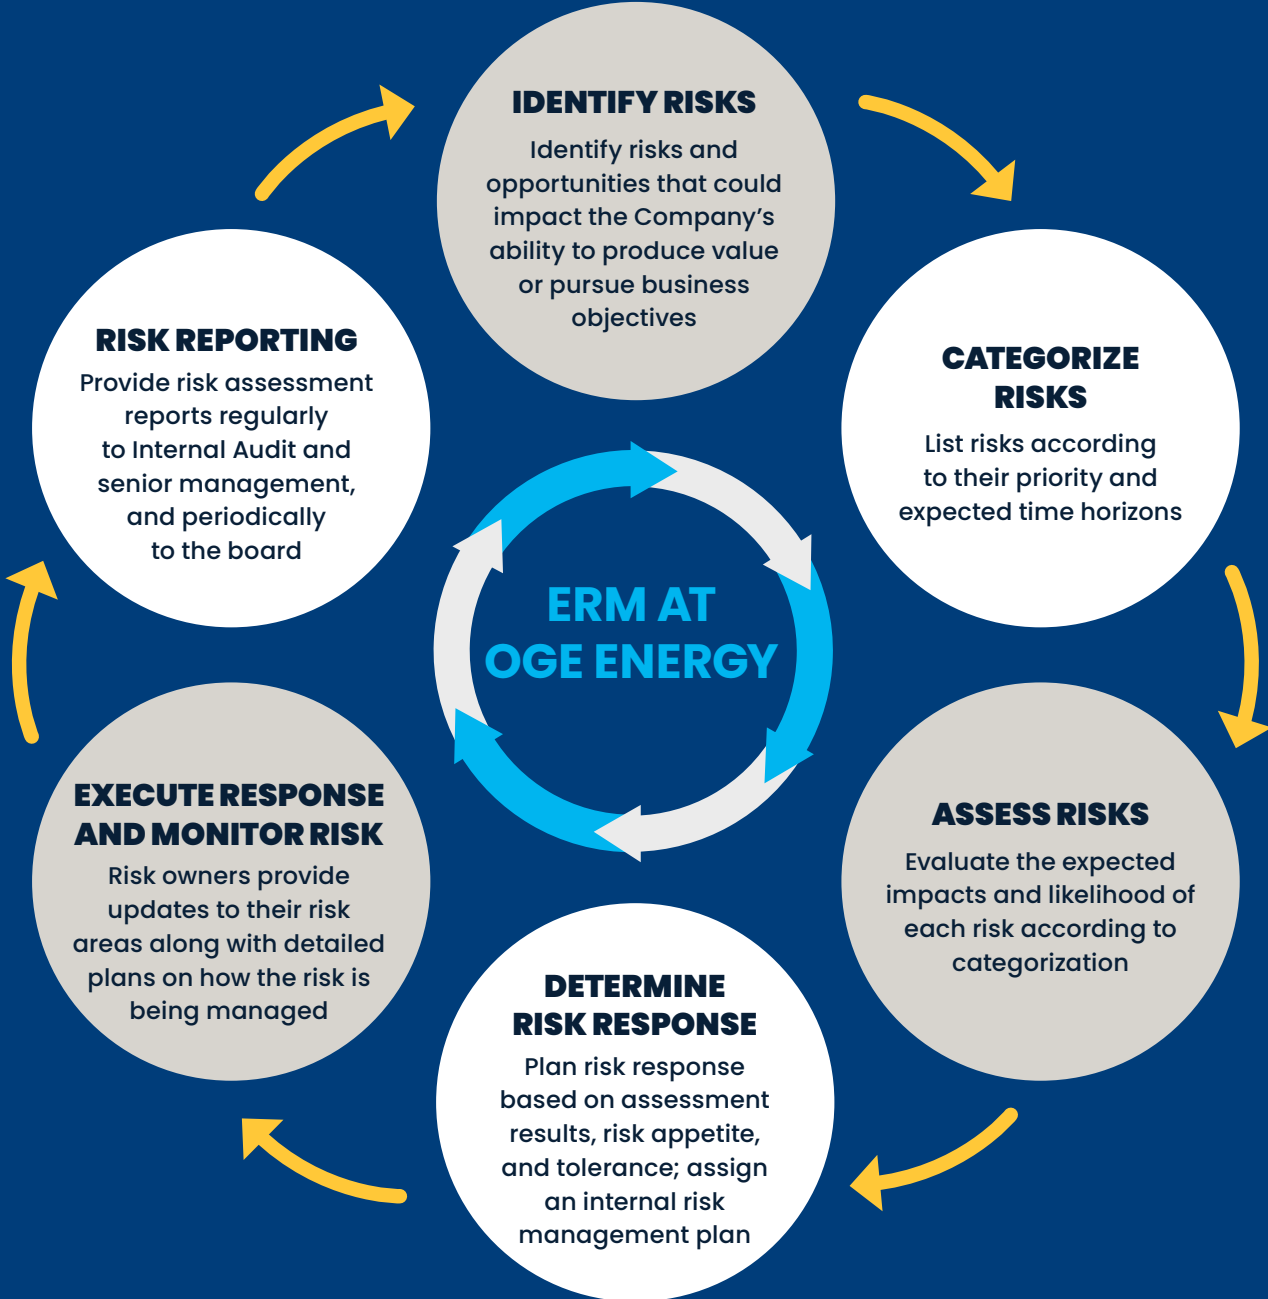 IDENTIFY RISKS
Identify risks and
opportunities that could
impact the Company’s
ability to produce value
or pursue business
objectives
CATEGORIZE
RISKS
List risks according
to their priority and
expected time horizons
ASSESS RISKS
Evaluate the expected
impacts and likelihood of
each risk according to
categorization
DETERMINE
RISK RESPONSE
Plan risk response
based on assessment
results, risk appetite,
and tolerance; assign
an internal risk
management plan
EXECUTE RESPONSE
AND MONITOR RISK
Risk owners provide
updates to their risk
areas along with detailed
plans on how the risk is
being managed
RISK REPORTING
Provide risk assessment
reports regularly
to Internal Audit and
senior management,
and periodically
to the board
ERM AT
OGE ENERGY